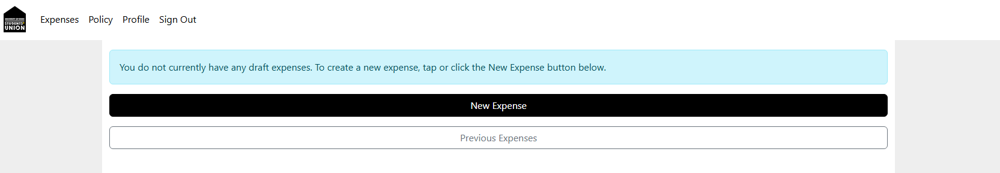 STUDENTS'
UNION
Expenses Policy Profile Sign Out
You do not currently have any draft expenses. To create a new expense, tap or click the New Expense button below.
New Expense
Previous Expenses